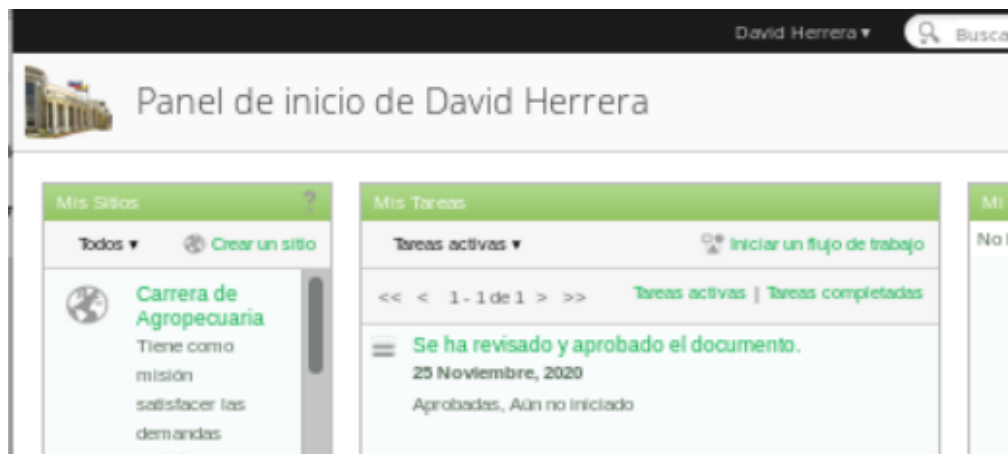 David Herrera ▾
Panel de inicio de David Herrera
Mis Sitios ?
Todos ▾ Crear un sitio
Carrera de
Agropecuaria
Tiene como
misión
satisfacer las
demandas
Mis Tareas
Tareas activas ▾ Iniciar un flujo de trabajo
<< < 1 - 1 de 1 > >> Tareas activas | Tareas completadas
Se ha revisado y aprobado el documento.
25 Noviembre, 2020
Aprobadas, Aún no iniciado
Mi
No